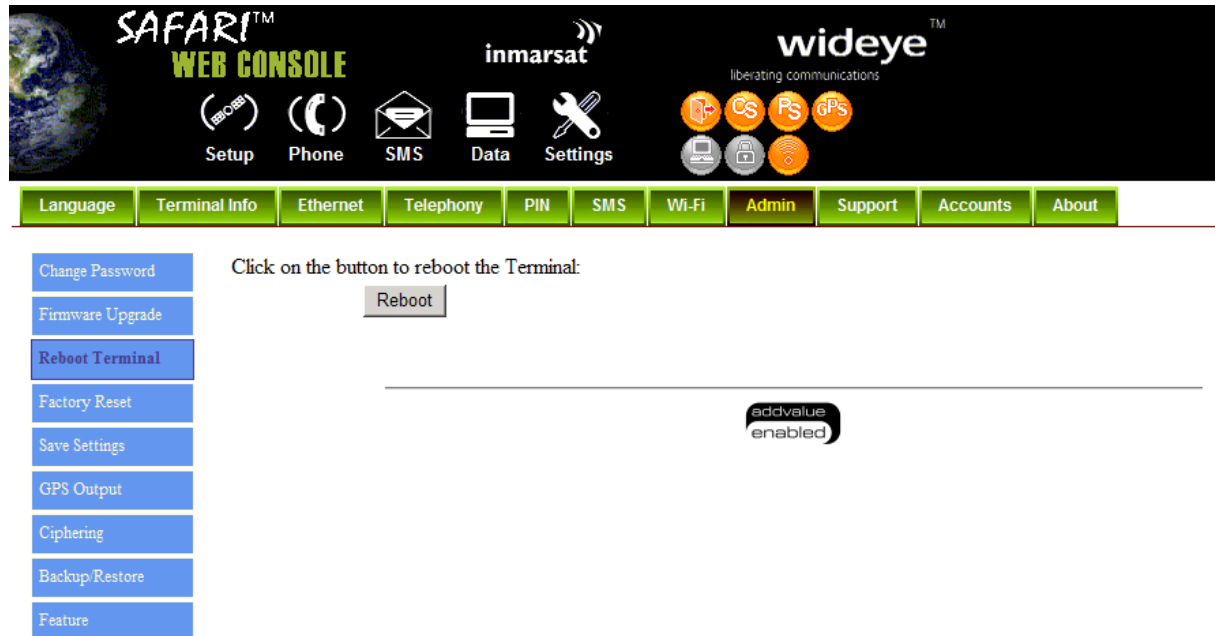 SAFARI™
WEB CONSOLE
inmarsat
wideye™
liberating communications
CS PS GPS
Setup Phone SMS Data Settings
Language Terminal Info Ethernet Telephony PIN SMS Wi-Fi Admin Support Accounts About
Change Password
Firmware Upgrade
Reboot Terminal
Factory Reset
Save Settings
GPS Output
Ciphering
Backup/Restore
Feature
Click on the button to reboot the Terminal:
Reboot
addvalue
enabled